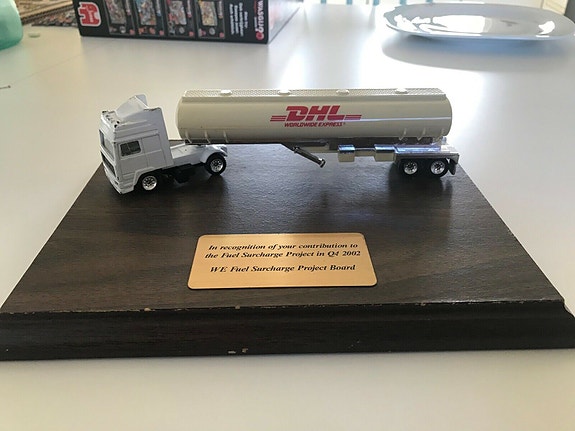 WASGIJ?
DHL
WORLDWIDE EXPRESS
In recognition of your contribution to
the Fuel Surcharge Project in Q4 2002
WE Fuel Surcharge Project Board